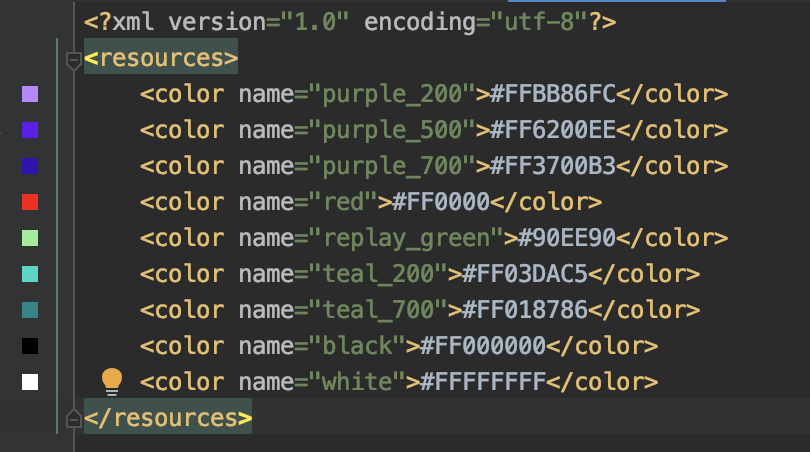 <?xml version="1.0" encoding="utf-8"?>
<resources>
    <color name="purple_200">#FFBB86FC</color>
    <color name="purple_500">#FF6200EE</color>
    <color name="purple_700">#FF3700B3</color>
    <color name="red">#FF0000</color>
    <color name="replay_green">#90EE90</color>
    <color name="teal_200">#FF03DAC5</color>
    <color name="teal_700">#FF018786</color>
    <color name="black">#FF000000</color>
    <color name="white">#FFFFFFFF</color>
</resources>